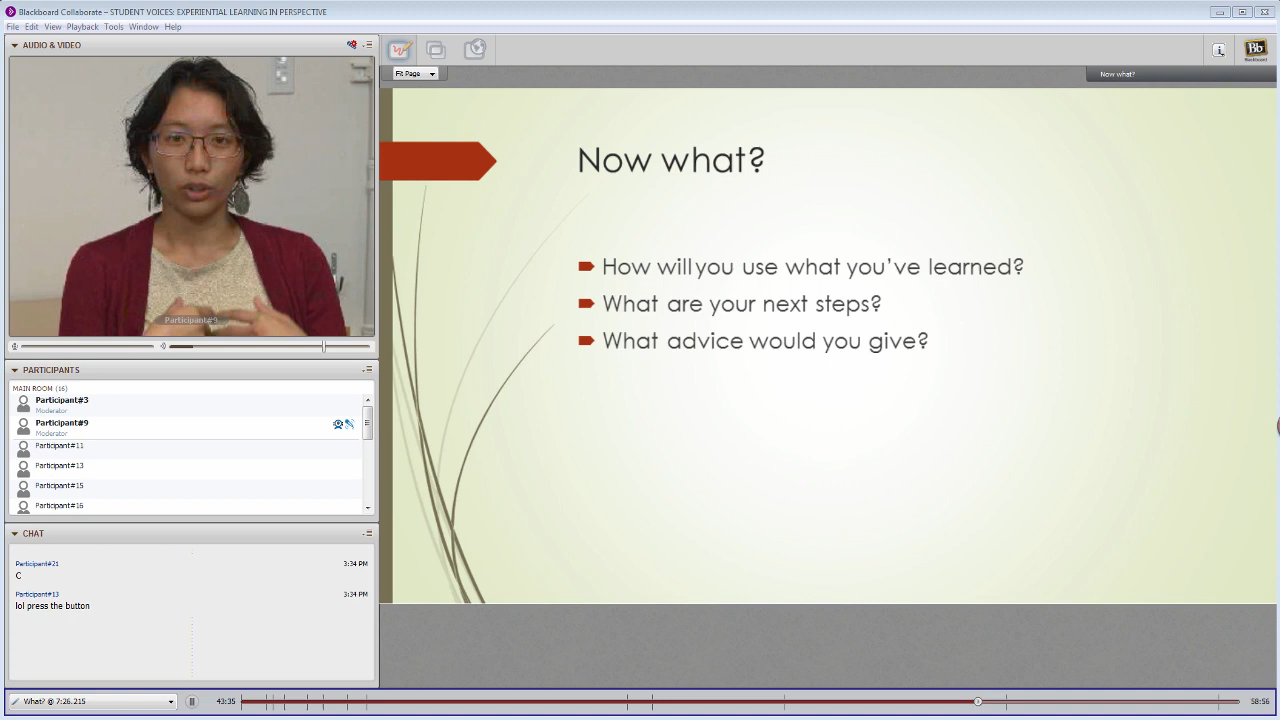 Blackboard Collaborate – STUDENT VOICES: EXPERIENTIAL LEARNING IN PERSPECTIVE
File Edit View Playback Tools Window Help
AUDIO & VIDEO
Participant#9
PARTICIPANTS
MAIN ROOM (16)
Participant#3
Moderator
Participant#9
Moderator
Participant#11
Participant#13
Participant#15
Participant#16
CHAT
Participant#21 3:34 PM
C
Participant#13 3:34 PM
lol press the button
Fit Page
Now what?
Bb
Blackboard
Now what?
How will you use what you've learned?
What are your next steps?
What advice would you give?
What? @ 7:26.215
43:35
58:56